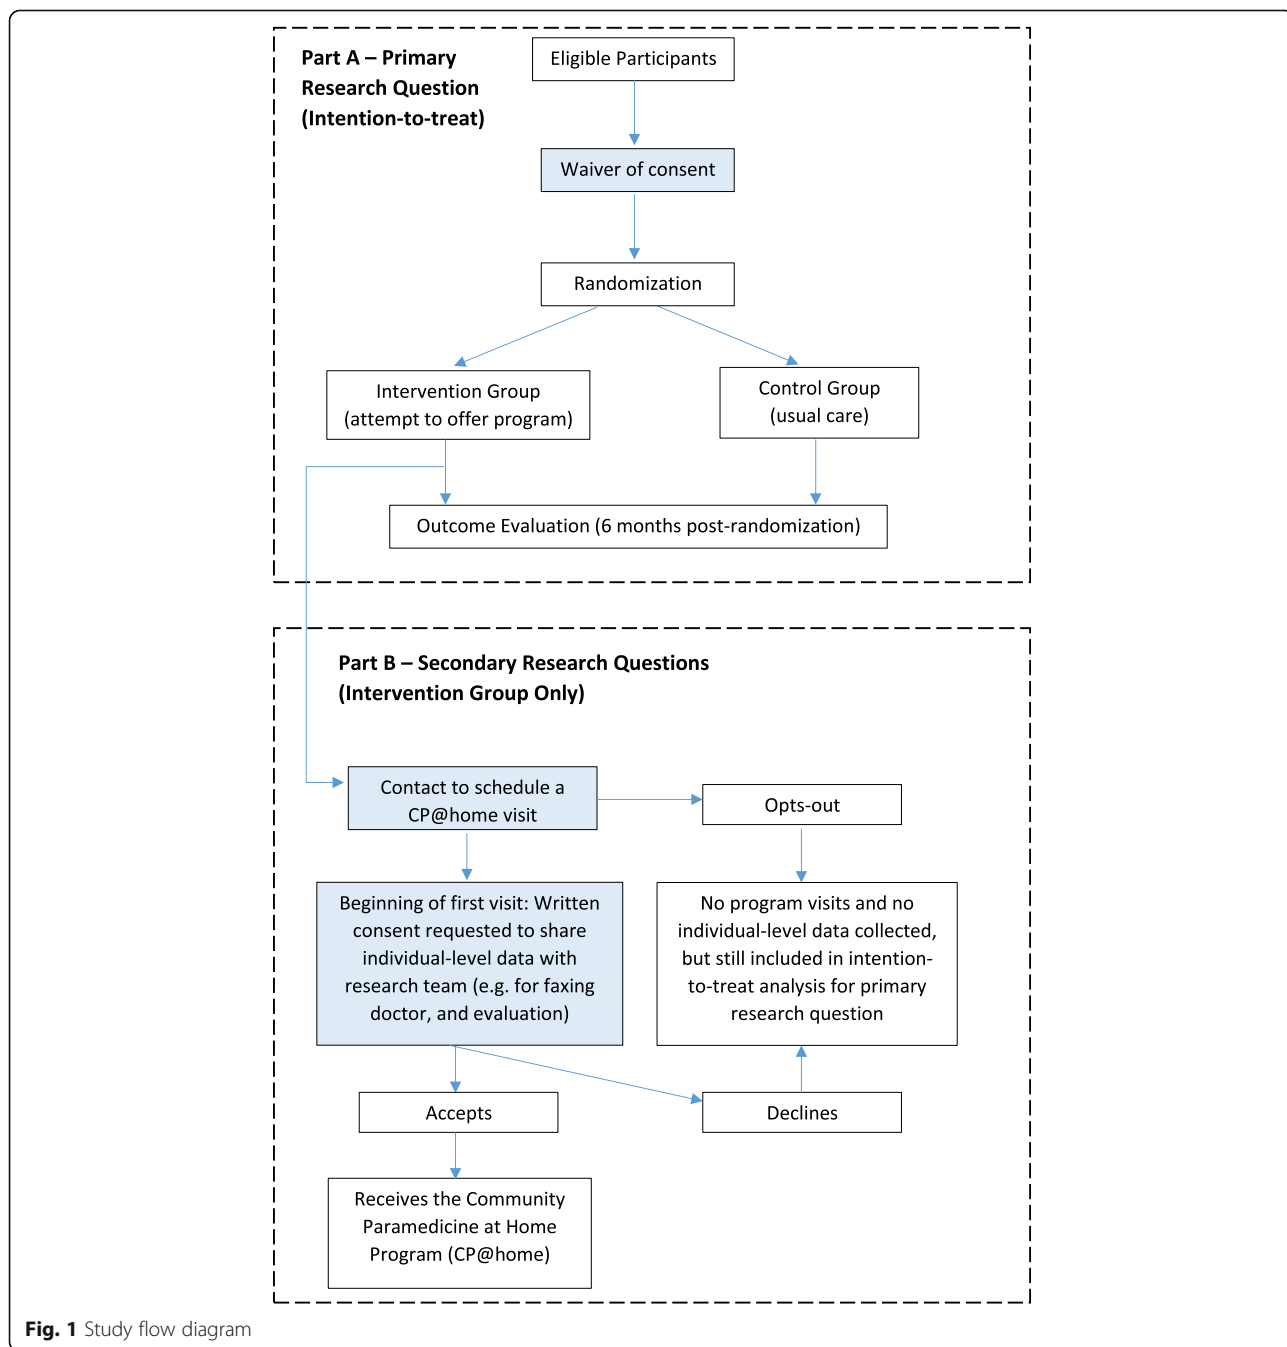 Part A – Primary
Research Question
(Intention-to-treat)
Eligible Participants
Waiver of consent
Randomization
Intervention Group
(attempt to offer program)
Control Group
(usual care)
Outcome Evaluation (6 months post-randomization)
Part B – Secondary Research Questions
(Intervention Group Only)
Contact to schedule a
CP@home visit
Opts-out
Beginning of first visit: Written
consent requested to share
individual-level data with
research team (e.g. for faxing
doctor, and evaluation)
No program visits and no
individual-level data collected,
but still included in intention-
to-treat analysis for primary
research question
Accepts
Declines
Receives the Community
Paramedicine at Home
Program (CP@home)
Fig. 1 Study flow diagram